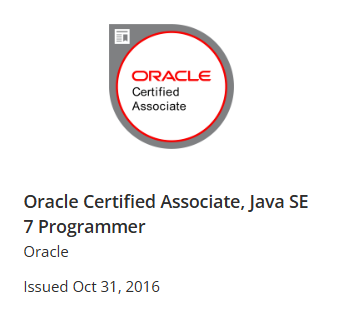 ORACLE
Certified
Associate
Oracle Certified Associate, Java SE
7 Programmer
Oracle
Issued Oct 31, 2016